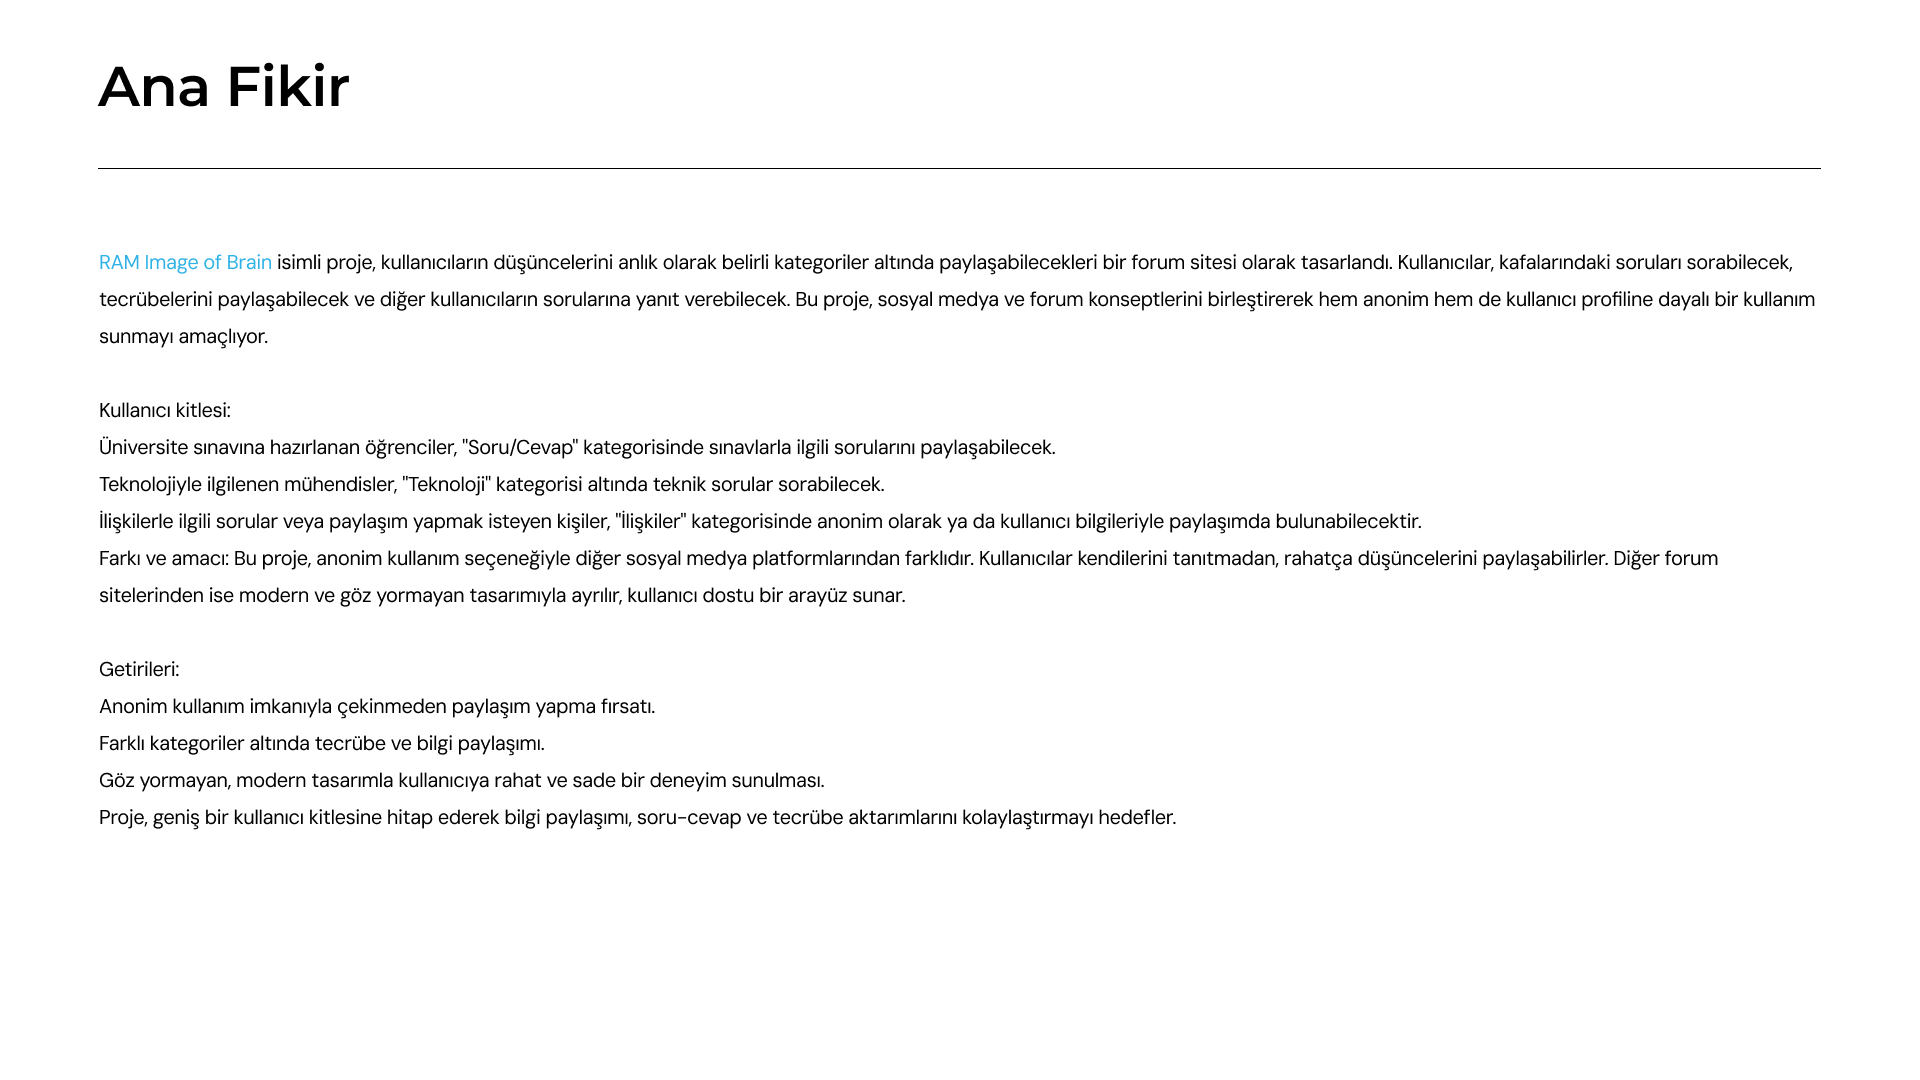 Ana Fikir
RAM Image of Brain isimli proje, kullanıcıların düşüncelerini anlık olarak belirli kategoriler altında paylaşabilecekleri bir forum sitesi olarak tasarlandı. Kullanıcılar, kafalarındaki soruları sorabilecek,
tecrübelerini paylaşabilecek ve diğer kullanıcıların sorularına yanıt verebilecek. Bu proje, sosyal medya ve forum konseptlerini birleştirerek hem anonim hem de kullanıcı profiline dayalı bir kullanım
sunmayı amaçlıyor.
Kullanıcı kitlesi:
Üniversite sınavına hazırlanan öğrenciler, "Soru/Cevap" kategorisinde sınavlarla ilgili sorularını paylaşabilecek.
Teknolojiyle ilgilenen mühendisler, "Teknoloji" kategorisi altında teknik sorular sorabilecek.
İlişkilerle ilgili sorular veya paylaşım yapmak isteyen kişiler, "İlişkiler" kategorisinde anonim olarak ya da kullanıcı bilgileriyle paylaşımda bulunabilecektir.
Farkı ve amacı: Bu proje, anonim kullanım seçeneğiyle diğer sosyal medya platformlarından farklıdır. Kullanıcılar kendilerini tanıtmadan, rahatça düşüncelerini paylaşabilirler. Diğer forum
sitelerinden ise modern ve göz yormayan tasarımıyla ayrılır, kullanıcı dostu bir arayüz sunar.
Getirileri:
Anonim kullanım imkanıyla çekinmeden paylaşım yapma fırsatı.
Farklı kategoriler altında tecrübe ve bilgi paylaşımı.
Göz yormayan, modern tasarımla kullanıcıya rahat ve sade bir deneyim sunulması.
Proje, geniş bir kullanıcı kitlesine hitap ederek bilgi paylaşımı, soru-cevap ve tecrübe aktarımlarını kolaylaştırmayı hedefler.